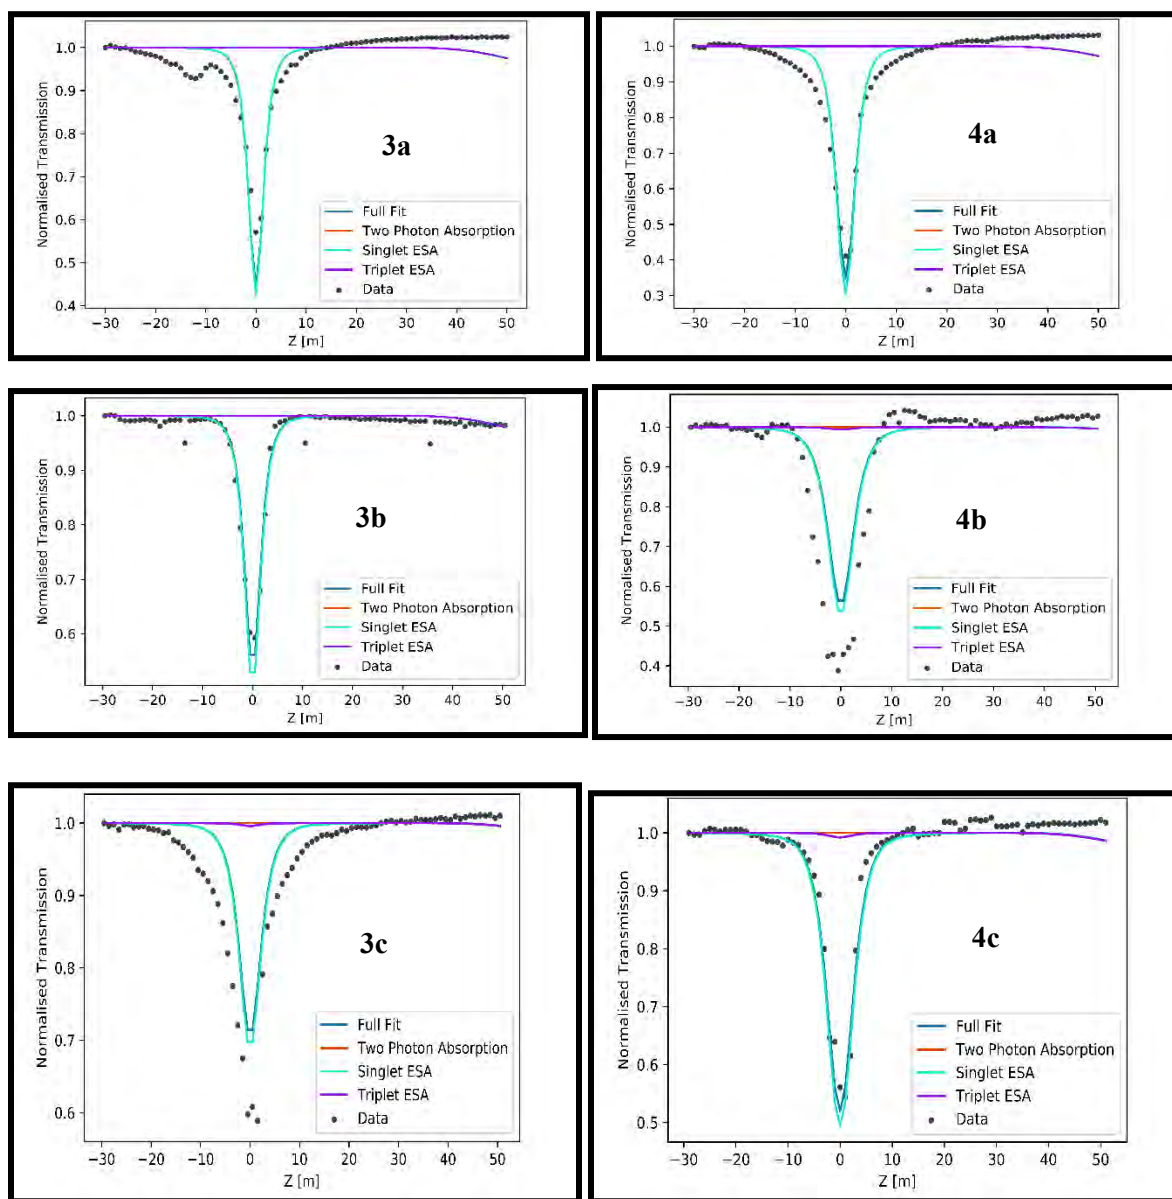 1.0
0.9
0.8
0.7
0.6
0.5
0.4
Normalised Transmission
3a
Full Fit
Two Photon Absorption
Singlet ESA
Triplet ESA
Data
−30 −20 −10 0 10 20 30 40 50
Z [m]
1.0
0.9
0.8
0.7
0.6
0.5
0.4
0.3
Normalised Transmission
4a
Full Fit
Two Photon Absorption
Singlet ESA
Triplet ESA
Data
−30 −20 −10 0 10 20 30 40 50
Z [m]
1.0
0.9
0.8
0.7
0.6
Normalised Transmission
3b
Full Fit
Two Photon Absorption
Singlet ESA
Triplet ESA
Data
−30 −20 −10 0 10 20 30 40 50
Z [m]
1.0
0.9
0.8
0.7
0.6
0.5
0.4
Normalised Transmission
4b
Full Fit
Two Photon Absorption
Singlet ESA
Triplet ESA
Data
−30 −20 −10 0 10 20 30 40 50
Z [m]
1.0
0.9
0.8
0.7
0.6
Normalised Transmission
3c
Full Fit
Two Photon Absorption
Singlet ESA
Triplet ESA
Data
−30 −20 −10 0 10 20 30 40 50
Z [m]
1.0
0.9
0.8
0.7
0.6
0.5
Normalised Transmission
4c
Full Fit
Two Photon Absorption
Singlet ESA
Triplet ESA
Data
−30 −20 −10 0 10 20 30 40 50
Z [m]